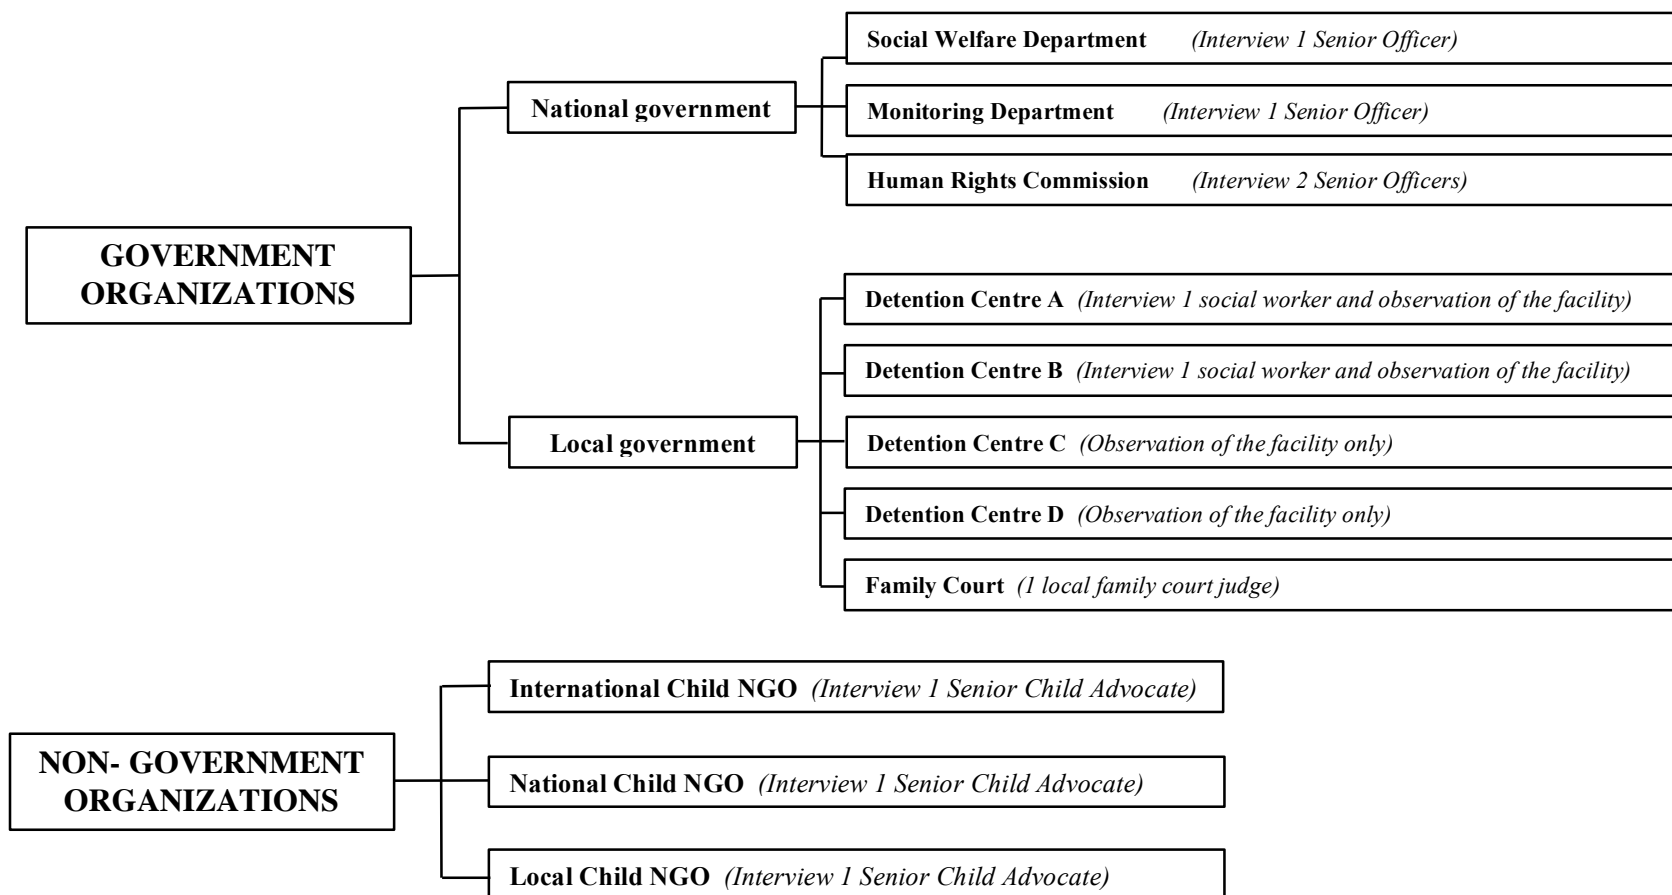 Social Welfare Department (Interview 1 Senior Officer)
National government
Monitoring Department (Interview 1 Senior Officer)
Human Rights Commission (Interview 2 Senior Officers)
GOVERNMENT
ORGANIZATIONS
Detention Centre A (Interview 1 social worker and observation of the facility)
Detention Centre B (Interview 1 social worker and observation of the facility)
Local government
Detention Centre C (Observation of the facility only)
Detention Centre D (Observation of the facility only)
Family Court (1 local family court judge)
International Child NGO (Interview 1 Senior Child Advocate)
NON- GOVERNMENT
ORGANIZATIONS
National Child NGO (Interview 1 Senior Child Advocate)
Local Child NGO (Interview 1 Senior Child Advocate)